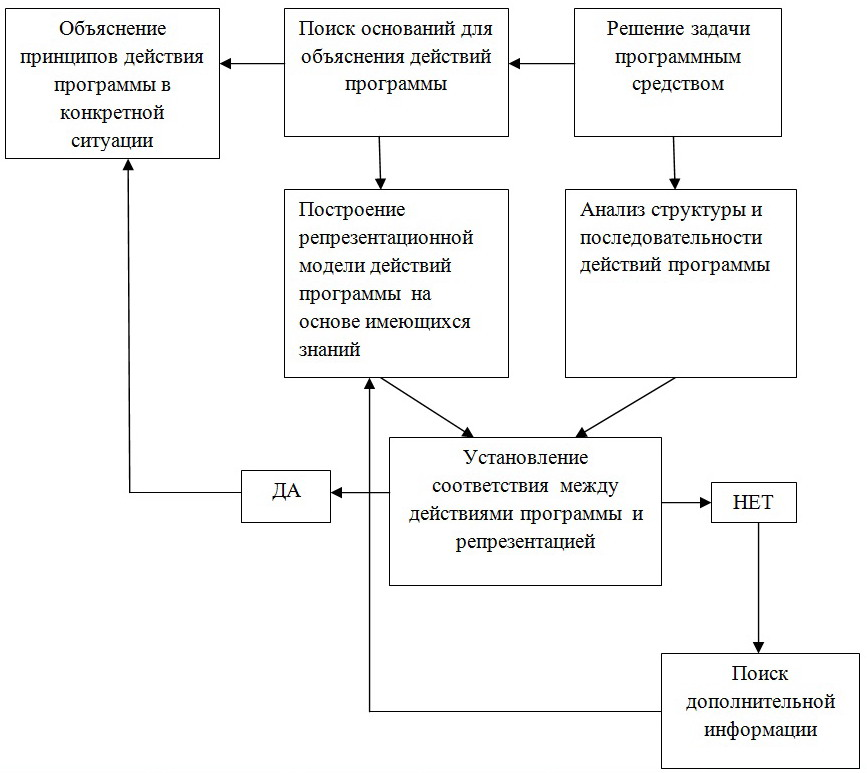 Объяснение
принципов действия
программы в
конкретной
ситуации
Поиск оснований для
объяснения действий
программы
Решение задачи
программным
средством
Построение
репрезентационной
модели действий
программы на
основе имеющихся
знаний
Анализ структуры и
последовательности
действий программы
Установление
соответствия между
действиями программы и
репрезентацией
ДА
НЕТ
Поиск
дополнительной
информации